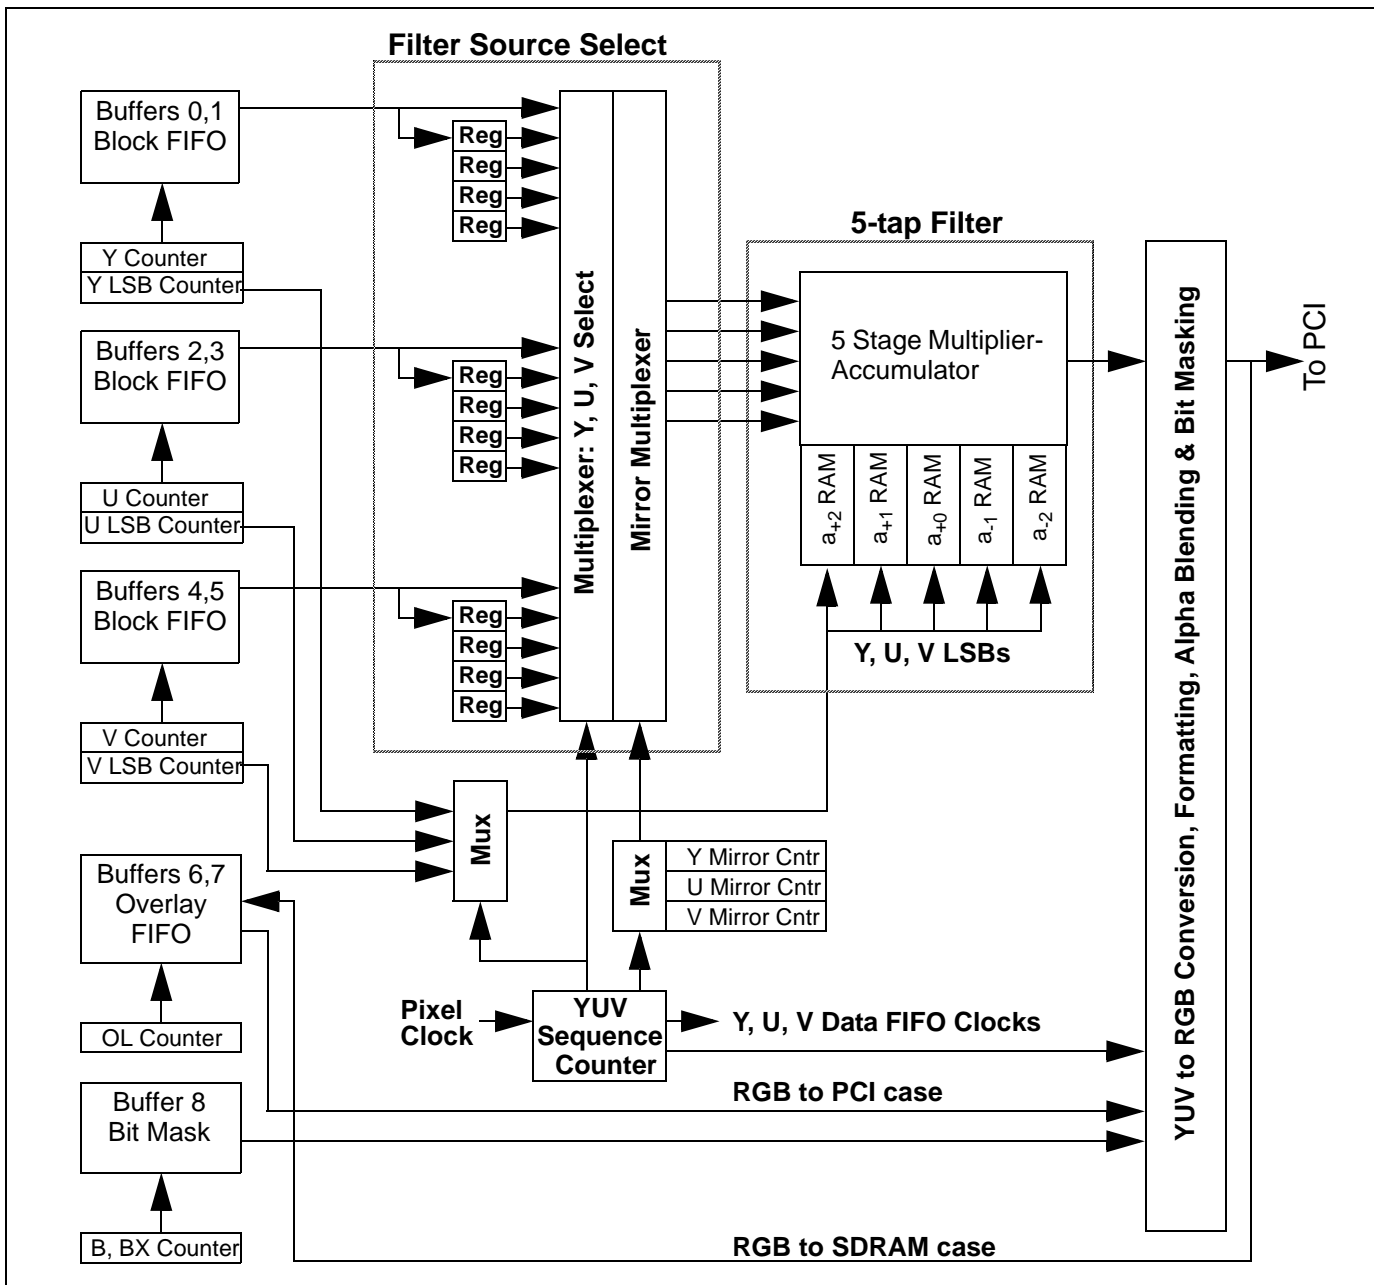 Filter Source Select
Buffers 0,1
Block FIFO
Reg
Reg
Reg
Reg
Y Counter
Y LSB Counter
Buffers 2,3
Block FIFO
Reg
Reg
Reg
Reg
U Counter
U LSB Counter
Buffers 4,5
Block FIFO
Reg
Reg
Reg
Reg
V Counter
V LSB Counter
Multiplexer: Y, U, V Select
Mirror Multiplexer
5-tap Filter
5 Stage Multiplier-
Accumulator
a+2 RAM
a+1 RAM
a+0 RAM
a-1 RAM
a-2 RAM
Y, U, V LSBs
YUV to RGB Conversion, Formatting, Alpha Blending & Bit Masking
To PCI
Mux
Mux
Y Mirror Cntr
U Mirror Cntr
V Mirror Cntr
Buffers 6,7
Overlay
FIFO
OL Counter
Pixel
Clock
YUV
Sequence
Counter
Y, U, V Data FIFO Clocks
RGB to PCI case
Buffer 8
Bit Mask
B, BX Counter
RGB to SDRAM case